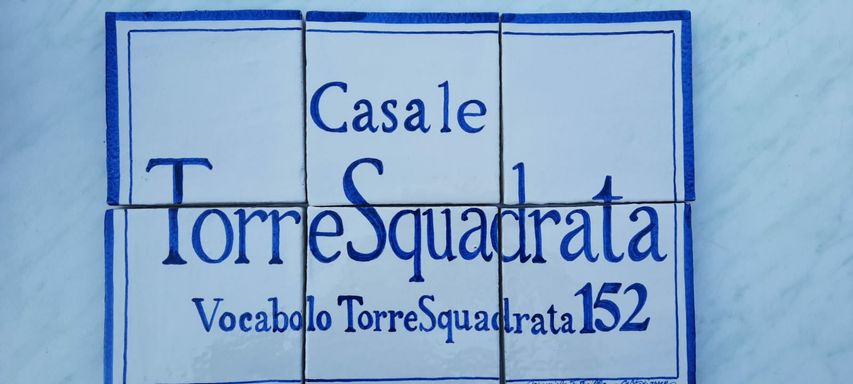 Casale
TorreSquadrata
Vocabolo TorreSquadrata 152